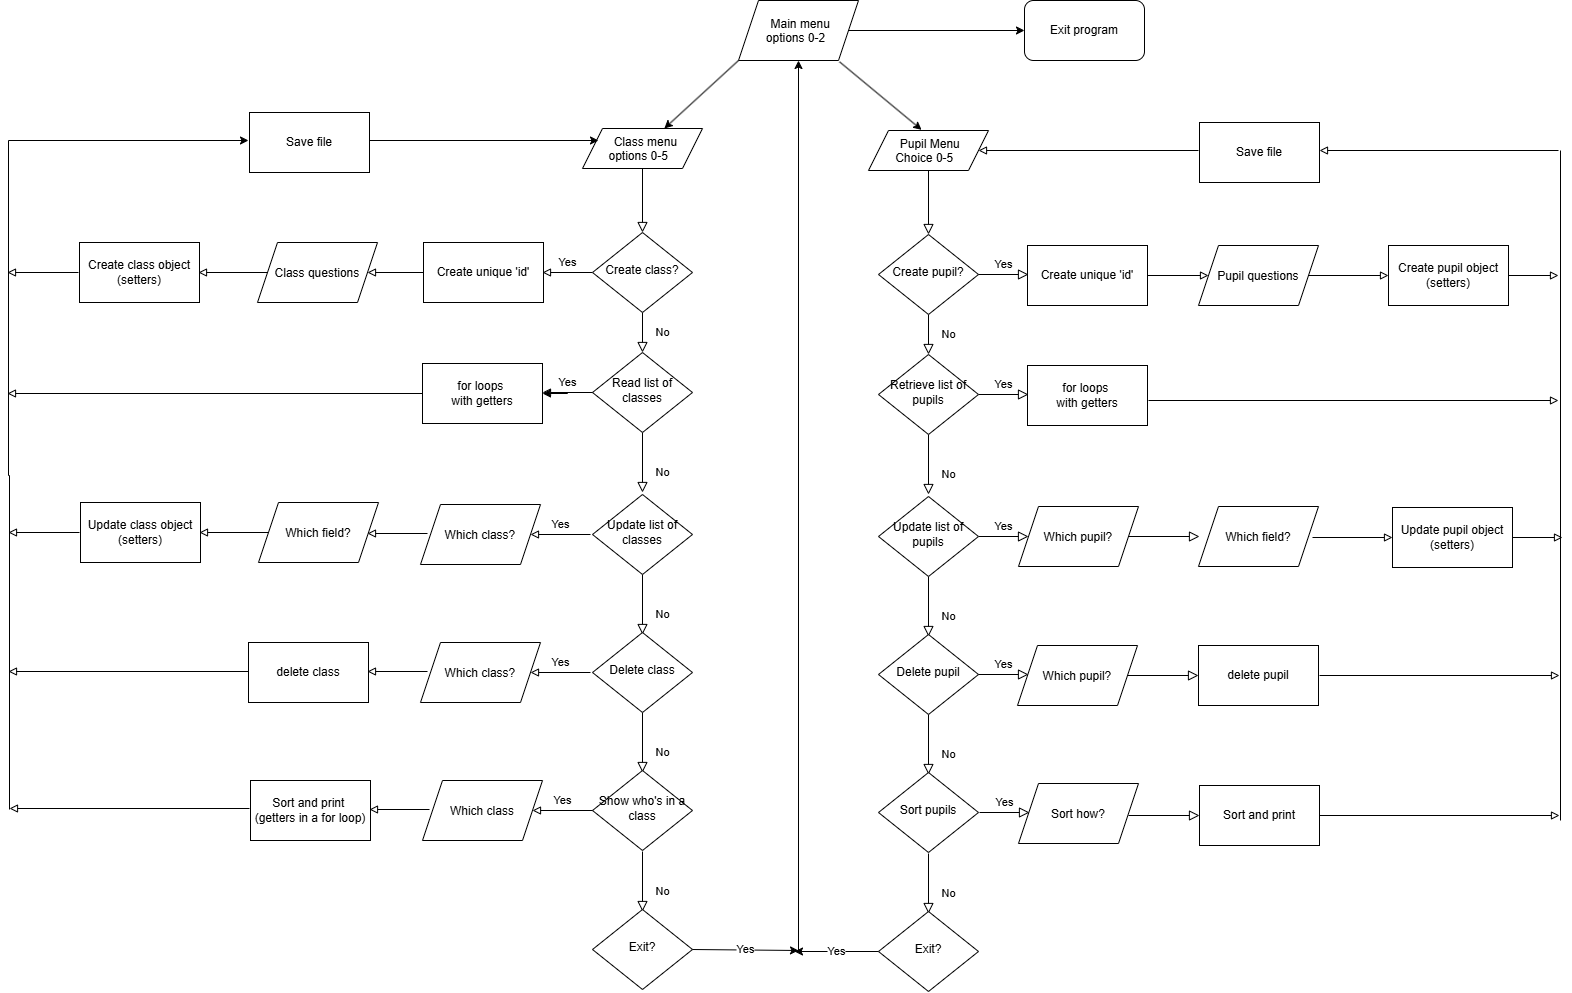 Main menu
options 0-2
Exit program
Save file
Class menu
options 0-5
Pupil Menu
Choice 0-5
Save file
Create class object
(setters)
Class questions
Create unique 'id'
Yes
Create class?
Create pupil?
Yes
Create unique 'id'
Pupil questions
Create pupil object
(setters)
No
No
for loops
with getters
Yes
Read list of
classes
Retrieve list of
pupils
Yes
for loops
with getters
No
No
Update class object
(setters)
Which field?
Which class?
Yes
Update list of
classes
Update list of
pupils
Yes
Which pupil?
Which field?
Update pupil object
(setters)
No
No
delete class
Which class?
Yes
Delete class
Delete pupil
Yes
Which pupil?
delete pupil
No
No
Sort and print
(getters in a for loop)
Which class
Yes
Show who's in a
class
Sort pupils
Yes
Sort how?
Sort and print
No
No
Exit?
Yes
Yes
Exit?